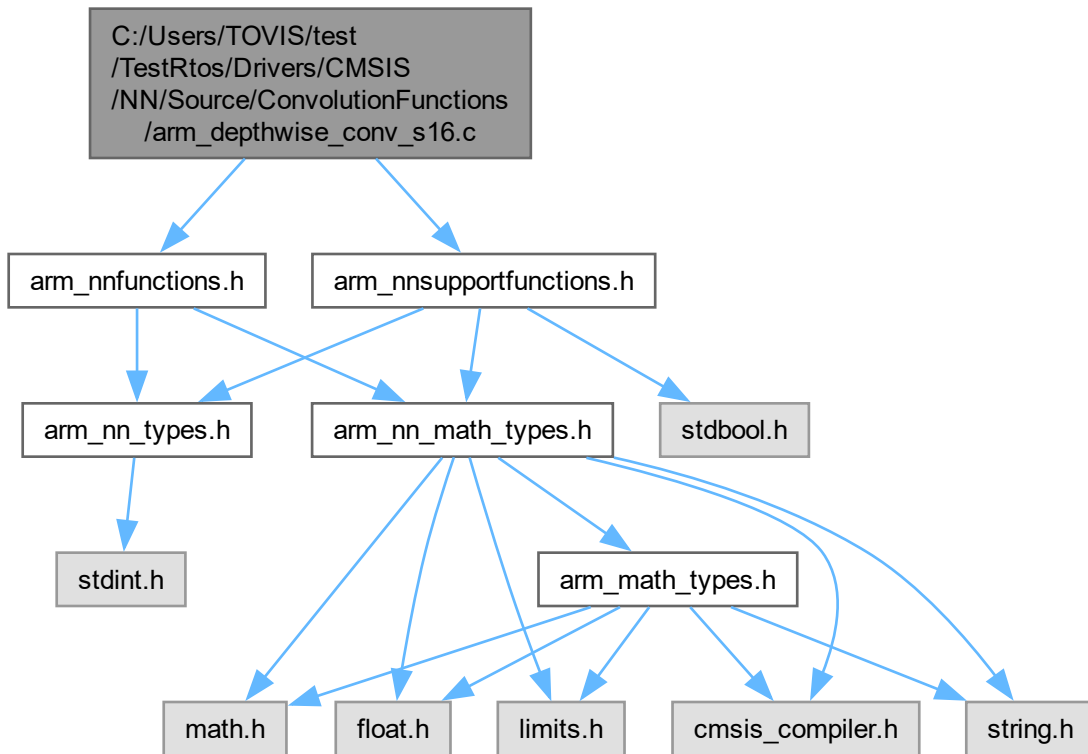 C:/Users/TOVIS/test
/TestRtos/Drivers/CMSIS
/NN/Source/ConvolutionFunctions
/arm_depthwise_conv_s16.c
arm_nnfunctions.h
arm_nnsupportfunctions.h
arm_nn_types.h
arm_nn_math_types.h
stdbool.h
stdint.h
arm_math_types.h
math.h
float.h
limits.h
cmsis_compiler.h
string.h